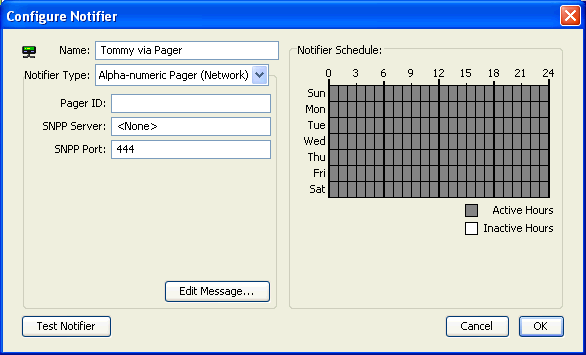 Configure Notifier
Name: Tommy via Pager
Notifier Type: Alpha-numeric Pager (Network)
Pager ID:
SNPP Server: <None>
SNPP Port: 444
Edit Message...
Notifier Schedule:
0 3 6 9 12 15 18 21 24
Sun
Mon
Tue
Wed
Thu
Fri
Sat
Active Hours
Inactive Hours
Test Notifier
Cancel
OK